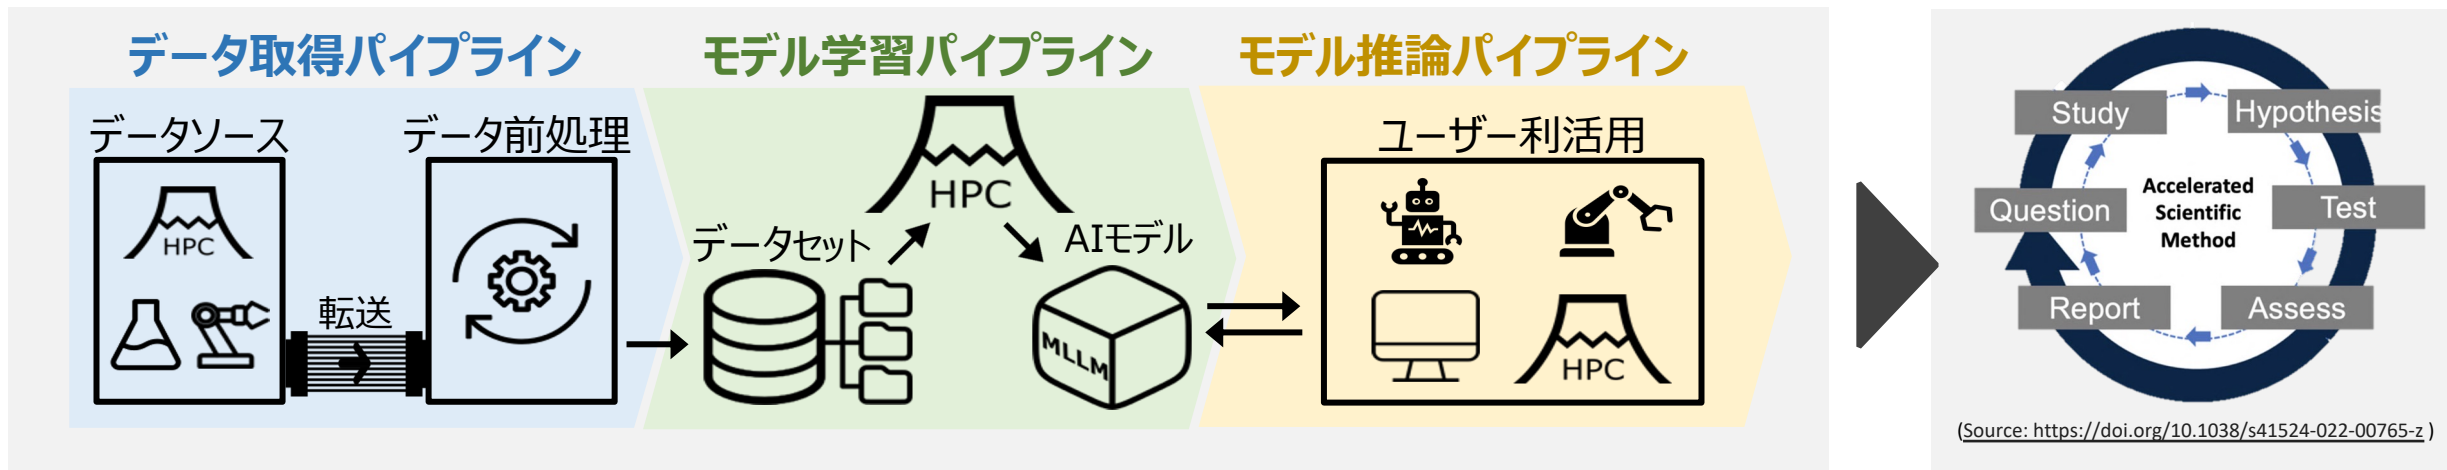 データ取得パイプライン
モデル学習パイプライン
モデル推論パイプライン
データソース
データ前処理
HPC
転送
データセット
HPC
AIモデル
MLLM
ユーザー利活用
HPC
Study
Hypothesis
Question
Accelerated
Scientific
Method
Test
Report
Assess
(Source: https://doi.org/10.1038/s41524-022-00765-z )